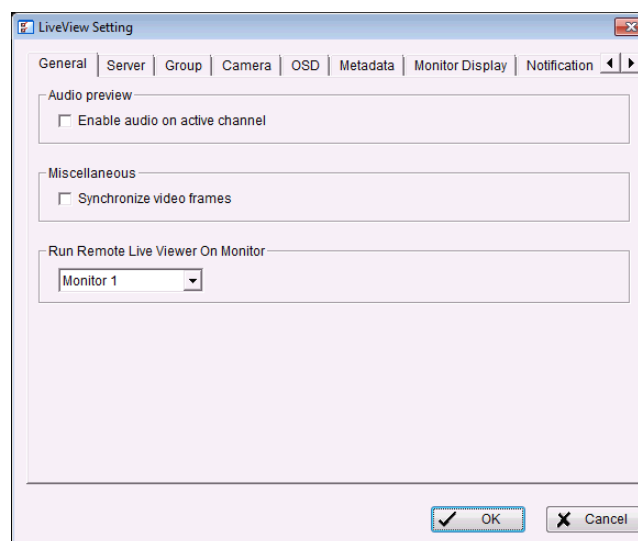 LiveView Setting
General Server Group Camera OSD Metadata Monitor Display Notification
Audio preview
Enable audio on active channel
Miscellaneous
Synchronize video frames
Run Remote Live Viewer On Monitor
Monitor 1
OK Cancel